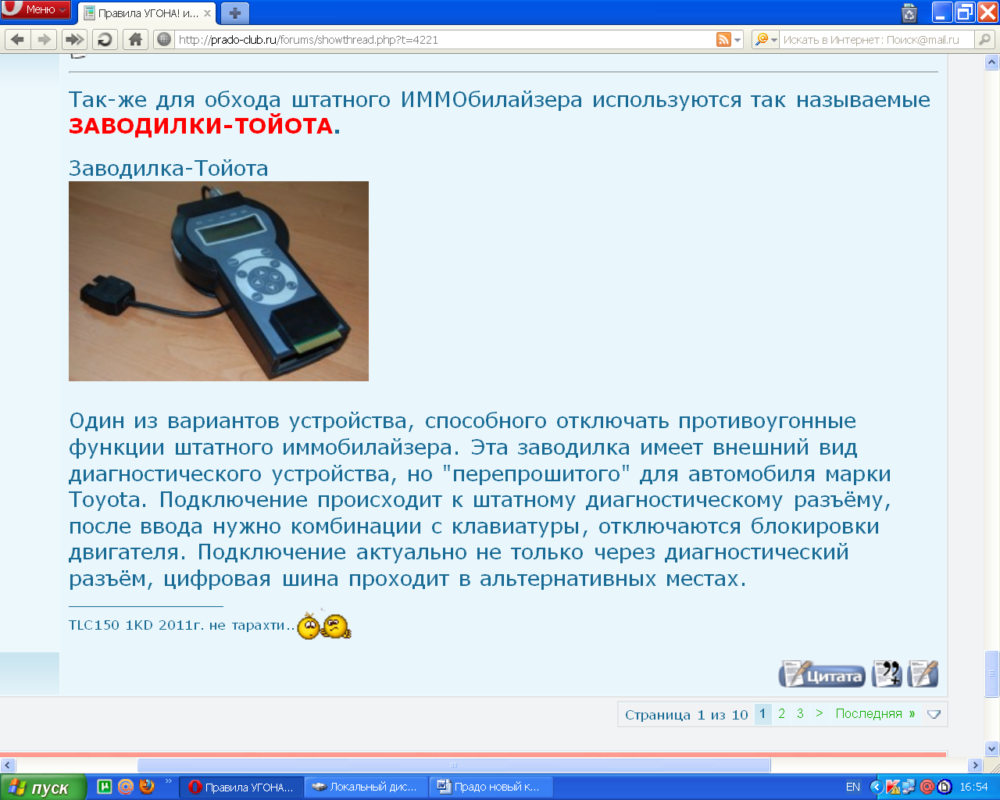 Меню
Правила УГОНА! и...
http://prado-club.ru/forums/showthread.php?t=4221
Искать в Интернет: Поиск@mail.ru
Так-же для обхода штатного ИММОбилайзера используются так называемые
ЗАВОДИЛКИ-ТОЙОТА.
Заводилка-Тойота
Один из вариантов устройства, способного отключать противоугонные
функции штатного иммобилайзера. Эта заводилка имеет внешний вид
диагностического устройства, но "перепрошитого" для автомобиля марки
Toyota. Подключение происходит к штатному диагностическому разъёму,
после ввода нужно комбинации с клавиатуры, отключаются блокировки
двигателя. Подключение актуально не только через диагностический
разъём, цифровая шина проходит в альтернативных местах.
TLC150 1KD 2011г. не тарахти..
Цитата
Страница 1 из 10 1 2 3 > Последняя »
пуск
Правила УГОНА...
Локальный дис...
Прадо новый к...
EN
16:54